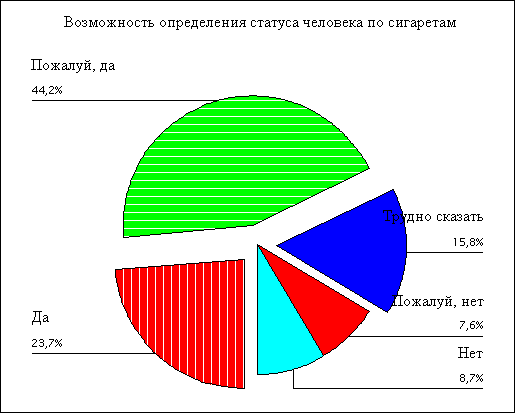 Возможность определения статуса человека по сигаретам
Пожалуй, да
44,2%
Трудно сказать
15,8%
Пожалуй, нет
7,6%
Нет
8,7%
Да
23,7%